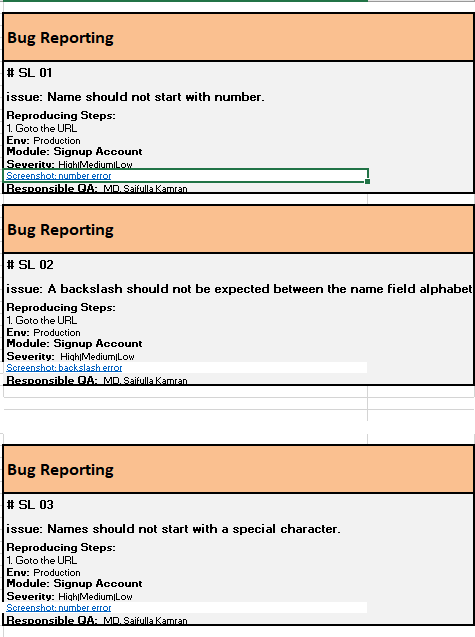 Bug Reporting
# SL 01
issue: Name should not start with number.
Reproducing Steps:
1. Goto the URL
Env: Production
Module: Signup Account
Severity: High|Medium|Low
Screenshot: number error
Responsible QA: MD. Saifulla Kamran
Bug Reporting
# SL 02
issue: A backslash should not be expected between the name field alphabet
Reproducing Steps:
1. Goto the URL
Env: Production
Module: Signup Account
Severity: High|Medium|Low
Screenshot: backslash error
Responsible QA: MD. Saifulla Kamran
Bug Reporting
# SL 03
issue: Names should not start with a special character.
Reproducing Steps:
1. Goto the URL
Env: Production
Module: Signup Account
Severity: High|Medium|Low
Screenshot: number error
Responsible QA: MD. Saifulla Kamran